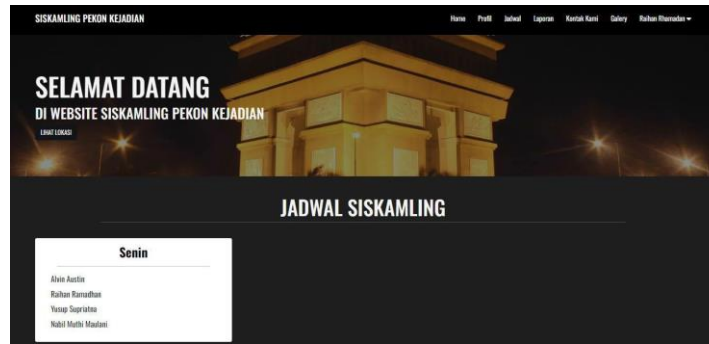 SISKAMLING PEKON KEJADIAN
Home Profil Jadwal Laporan Kontak Kami Galery Raihan Rhamadan
SELAMAT DATANG
DI WEBSITE SISKAMLING PEKON KEJADIAN
LIHAT LOKASI
JADWAL SISKAMLING
Senin
Alvin Austin
Raihan Ramadhan
Yusup Supriatna
Nabil Muthi Maulani